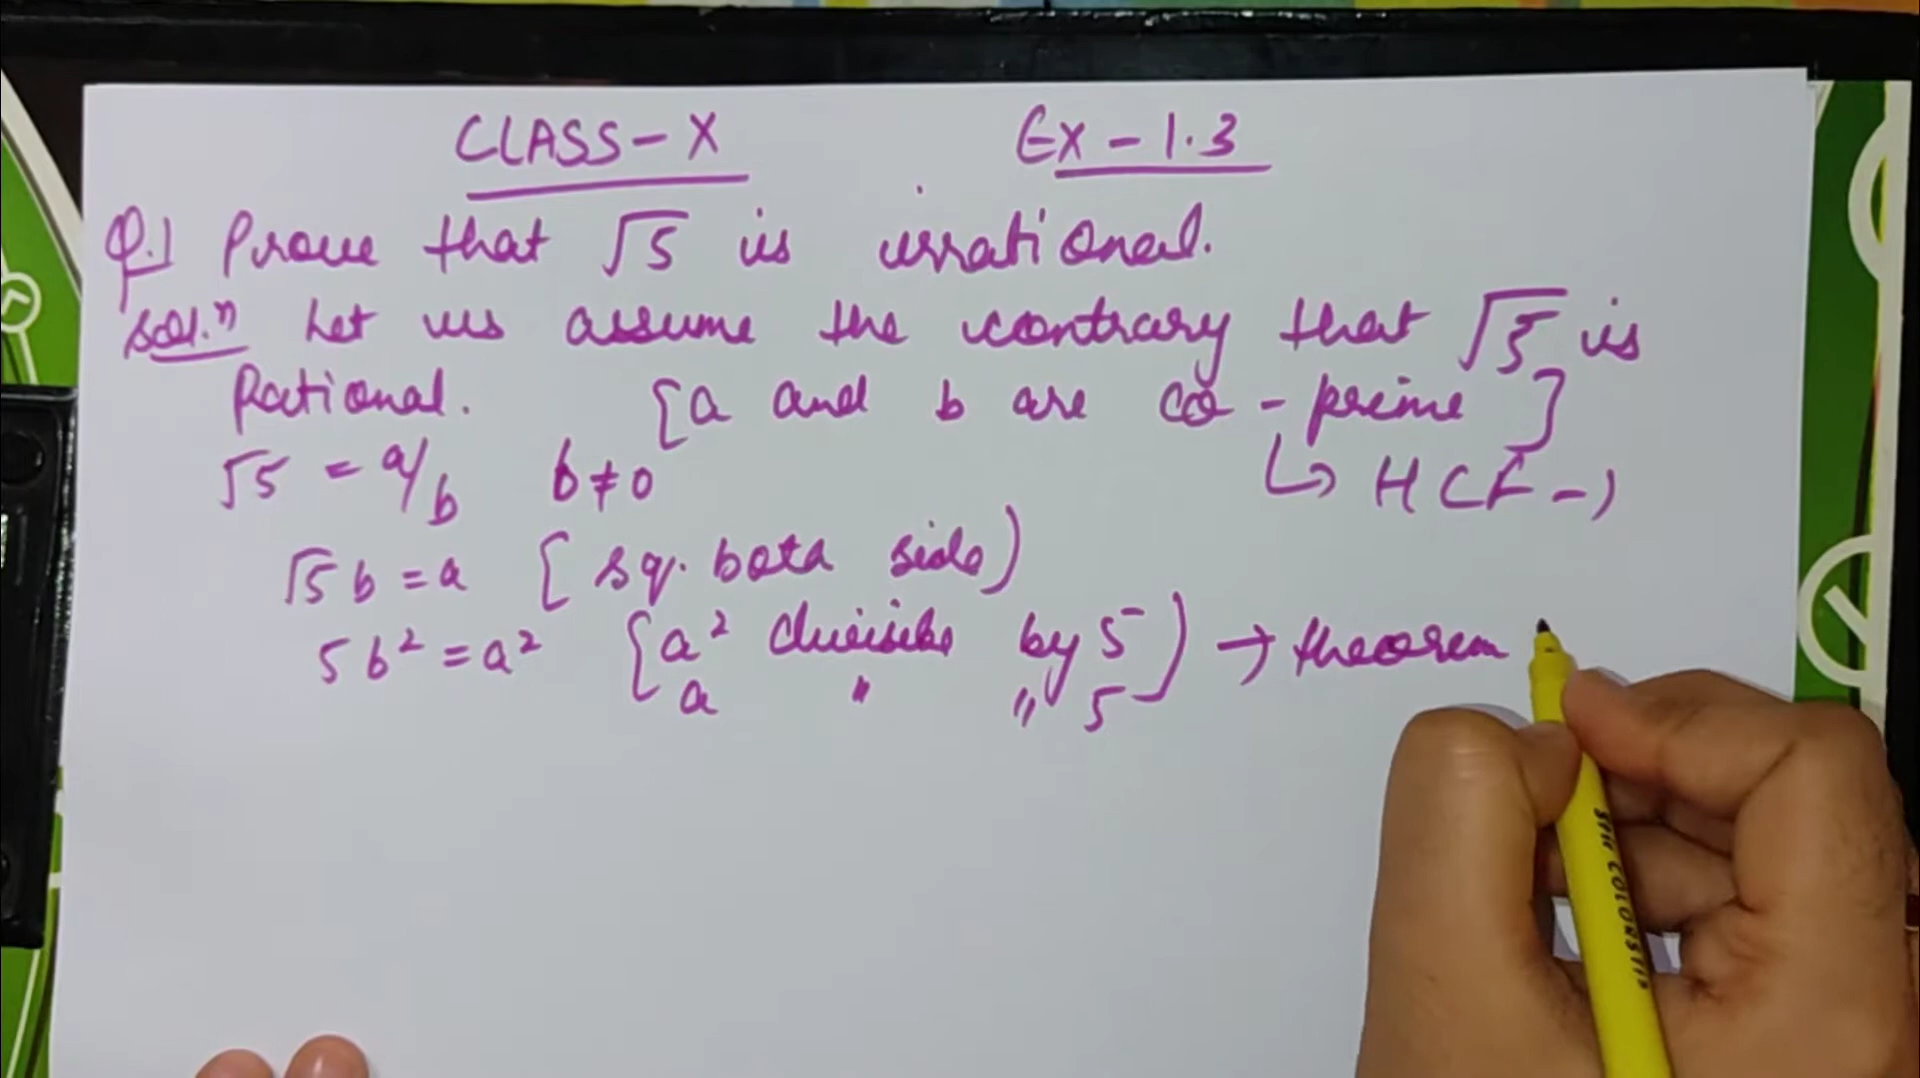 CLASS-X Ex-1.3
Q.1 Prove that √5 is irrational.
Sol.ⁿ Let us assume the contrary that √5 is
Rational. [a and b are co-prime]
√5 = a/b b≠0 ↳ HCF-1
√5 b = a [sq. both side)
5b² = a² [a² divisible by 5) → theorem
a " " 5
SPIL COLORSTIX